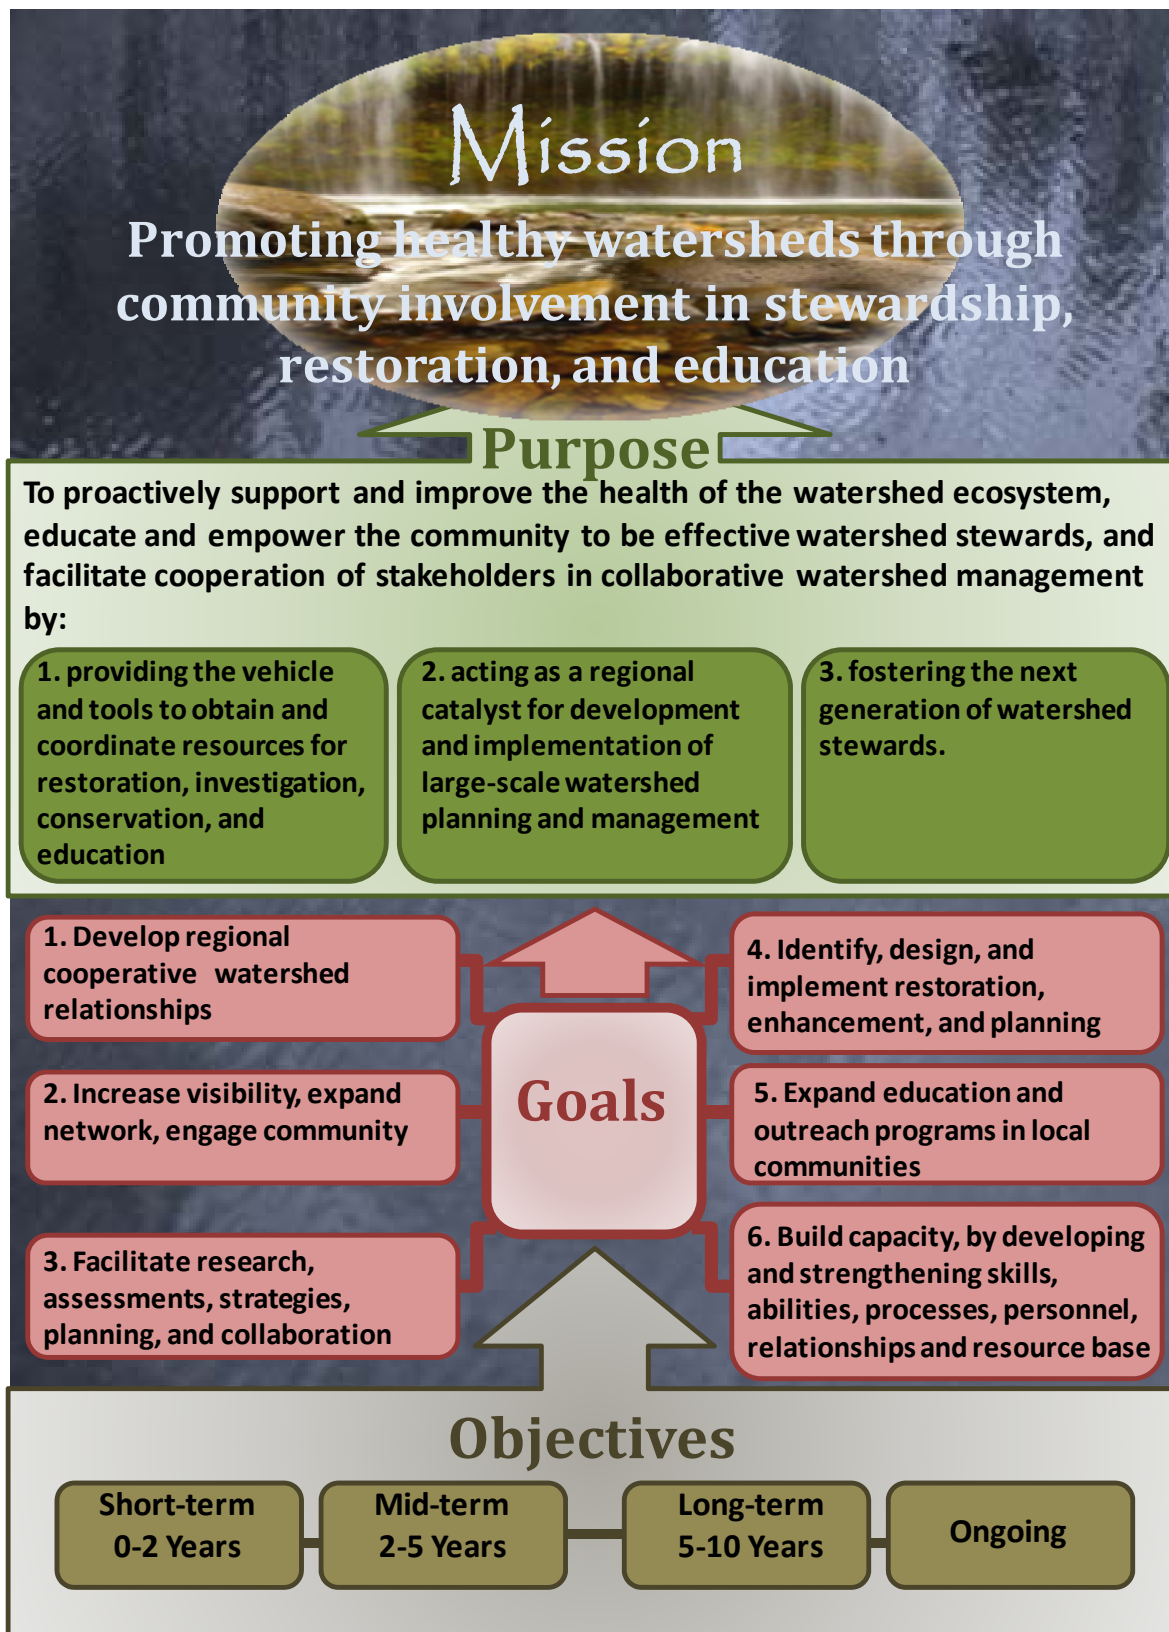 Mission
Promoting healthy watersheds through
community involvement in stewardship,
restoration, and education
Purpose
To proactively support and improve the health of the watershed ecosystem,
educate and empower the community to be effective watershed stewards, and
facilitate cooperation of stakeholders in collaborative watershed management
by:
1. providing the vehicle
and tools to obtain and
coordinate resources for
restoration, investigation,
conservation, and
education
2. acting as a regional
catalyst for development
and implementation of
large-scale watershed
planning and management
3. fostering the next
generation of watershed
stewards.
Goals
1. Develop regional
cooperative watershed
relationships
2. Increase visibility, expand
network, engage community
3. Facilitate research,
assessments, strategies,
planning, and collaboration
4. Identify, design, and
implement restoration,
enhancement, and planning
5. Expand education and
outreach programs in local
communities
6. Build capacity, by developing
and strengthening skills,
abilities, processes, personnel,
relationships and resource base
Objectives
Short-term
0-2 Years
Mid-term
2-5 Years
Long-term
5-10 Years
Ongoing